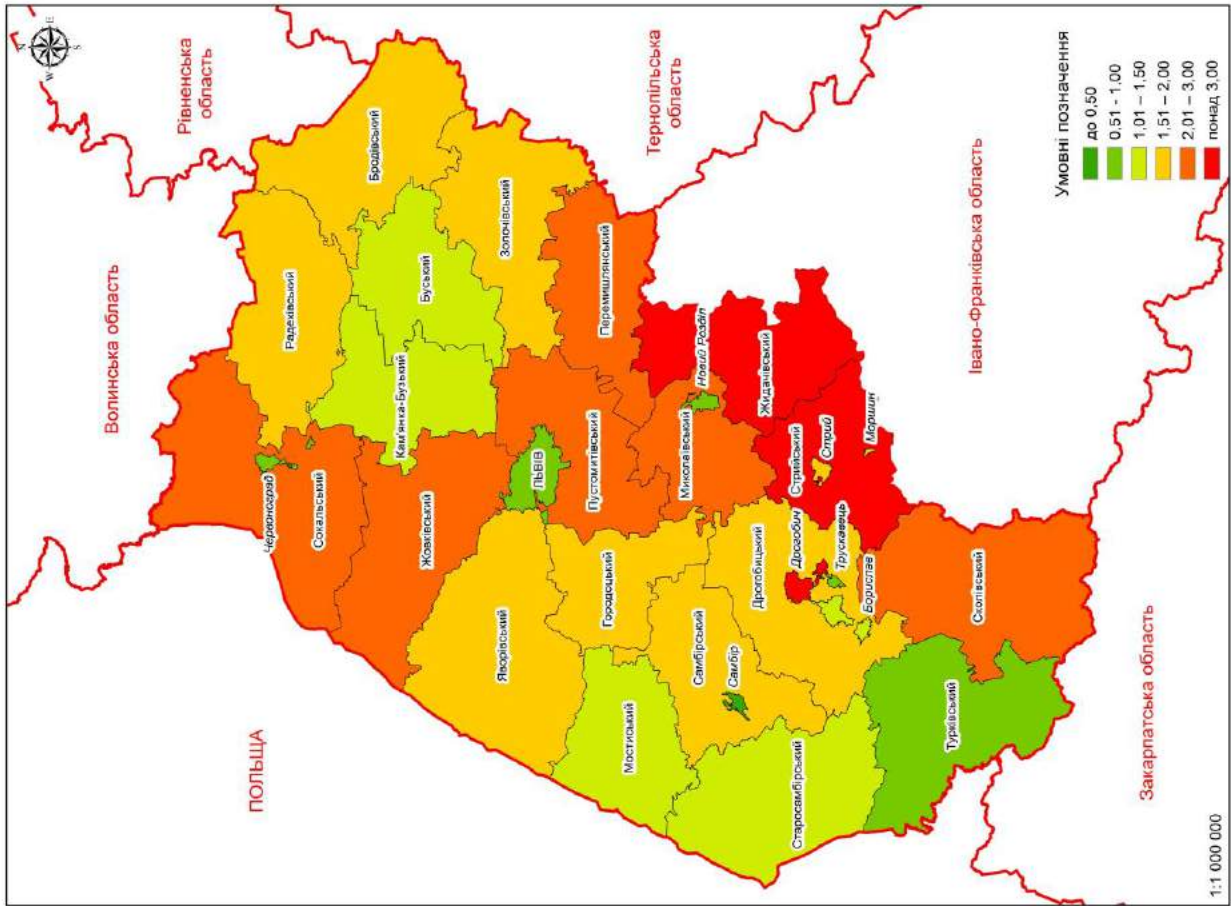 N
E
S
W
Рівненська
область
Волинська область
ПОЛЬЩА
Тернопільська
область
Івано-Франківська область
Закарпатська область
Бродівський
Радехівський
Буський
Золочівський
Кам'янка-Бузький
Червоноград
Сокальський
Жовківський
ЛЬВІВ
Перемишлянський
Пустомитівський
Яворівський
Городоцький
Новий Розділ
Миколаївський
Жидачівський
Стрийський
Стрий
Моршин
Мостиський
Самбірський
Самбір
Дрогобицький
Дрогобич
Трускавець
Борислав
Старосамбірський
Турківський
Сколівський
Умовні позначення
до 0,50
0,51 - 1,00
1,01 – 1,50
1,51 – 2,00
2,01 – 3,00
понад 3,00
1:1 000 000